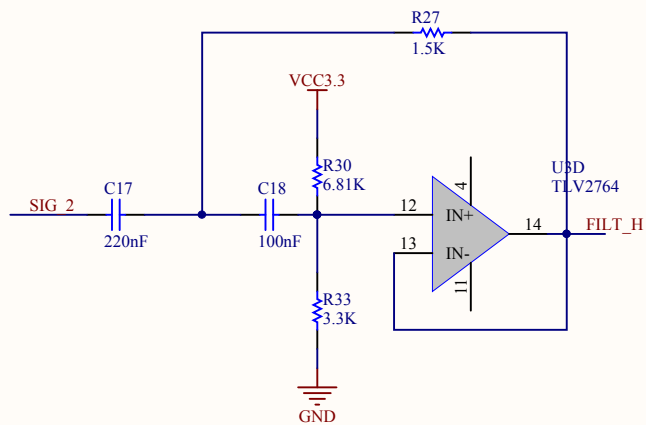 R27
1.5K
VCC3.3
R30
6.81K
U3D
TLV2764
C17
C18
SIG_2
220nF
100nF
12
IN+
4
14
FILT_H
13
IN-
11
R33
3.3K
GND